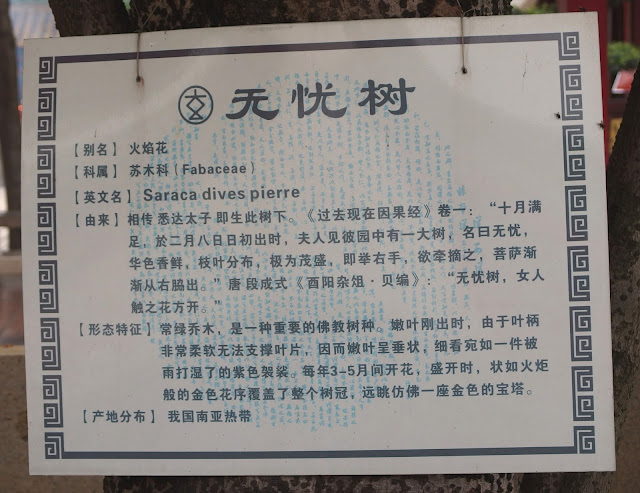 无忧树
【别名】 火焰花
【科属】 苏木科（Fabaceae）
【英文名】 Saraca dives pierre
【由来】相传 悉达太子 即生此树下。《过去现在因果经》卷一：“十月满
足，於二月八日日初出时，夫人见彼园中有一大树，名曰无忧，
华色香鲜，枝叶分布，极为茂盛，即举右手，欲牵摘之，菩萨渐
渐从右脇出。”唐 段成式《酉阳杂俎·贝编》：“无忧树，女人
触之花方开。”
【形态特征】常绿乔木，是一种重要的佛教树种。嫩叶刚出时，由于叶柄
非常柔软无法支撑叶片，因而嫩叶呈垂状，细看宛如一件被
雨打湿了的紫色袈裟。每年3-5月间开花，盛开时，状如火炬
般的金色花序覆盖了整个树冠，远眺仿佛一座金色的宝塔。
【产地分布】 我国南亚热带